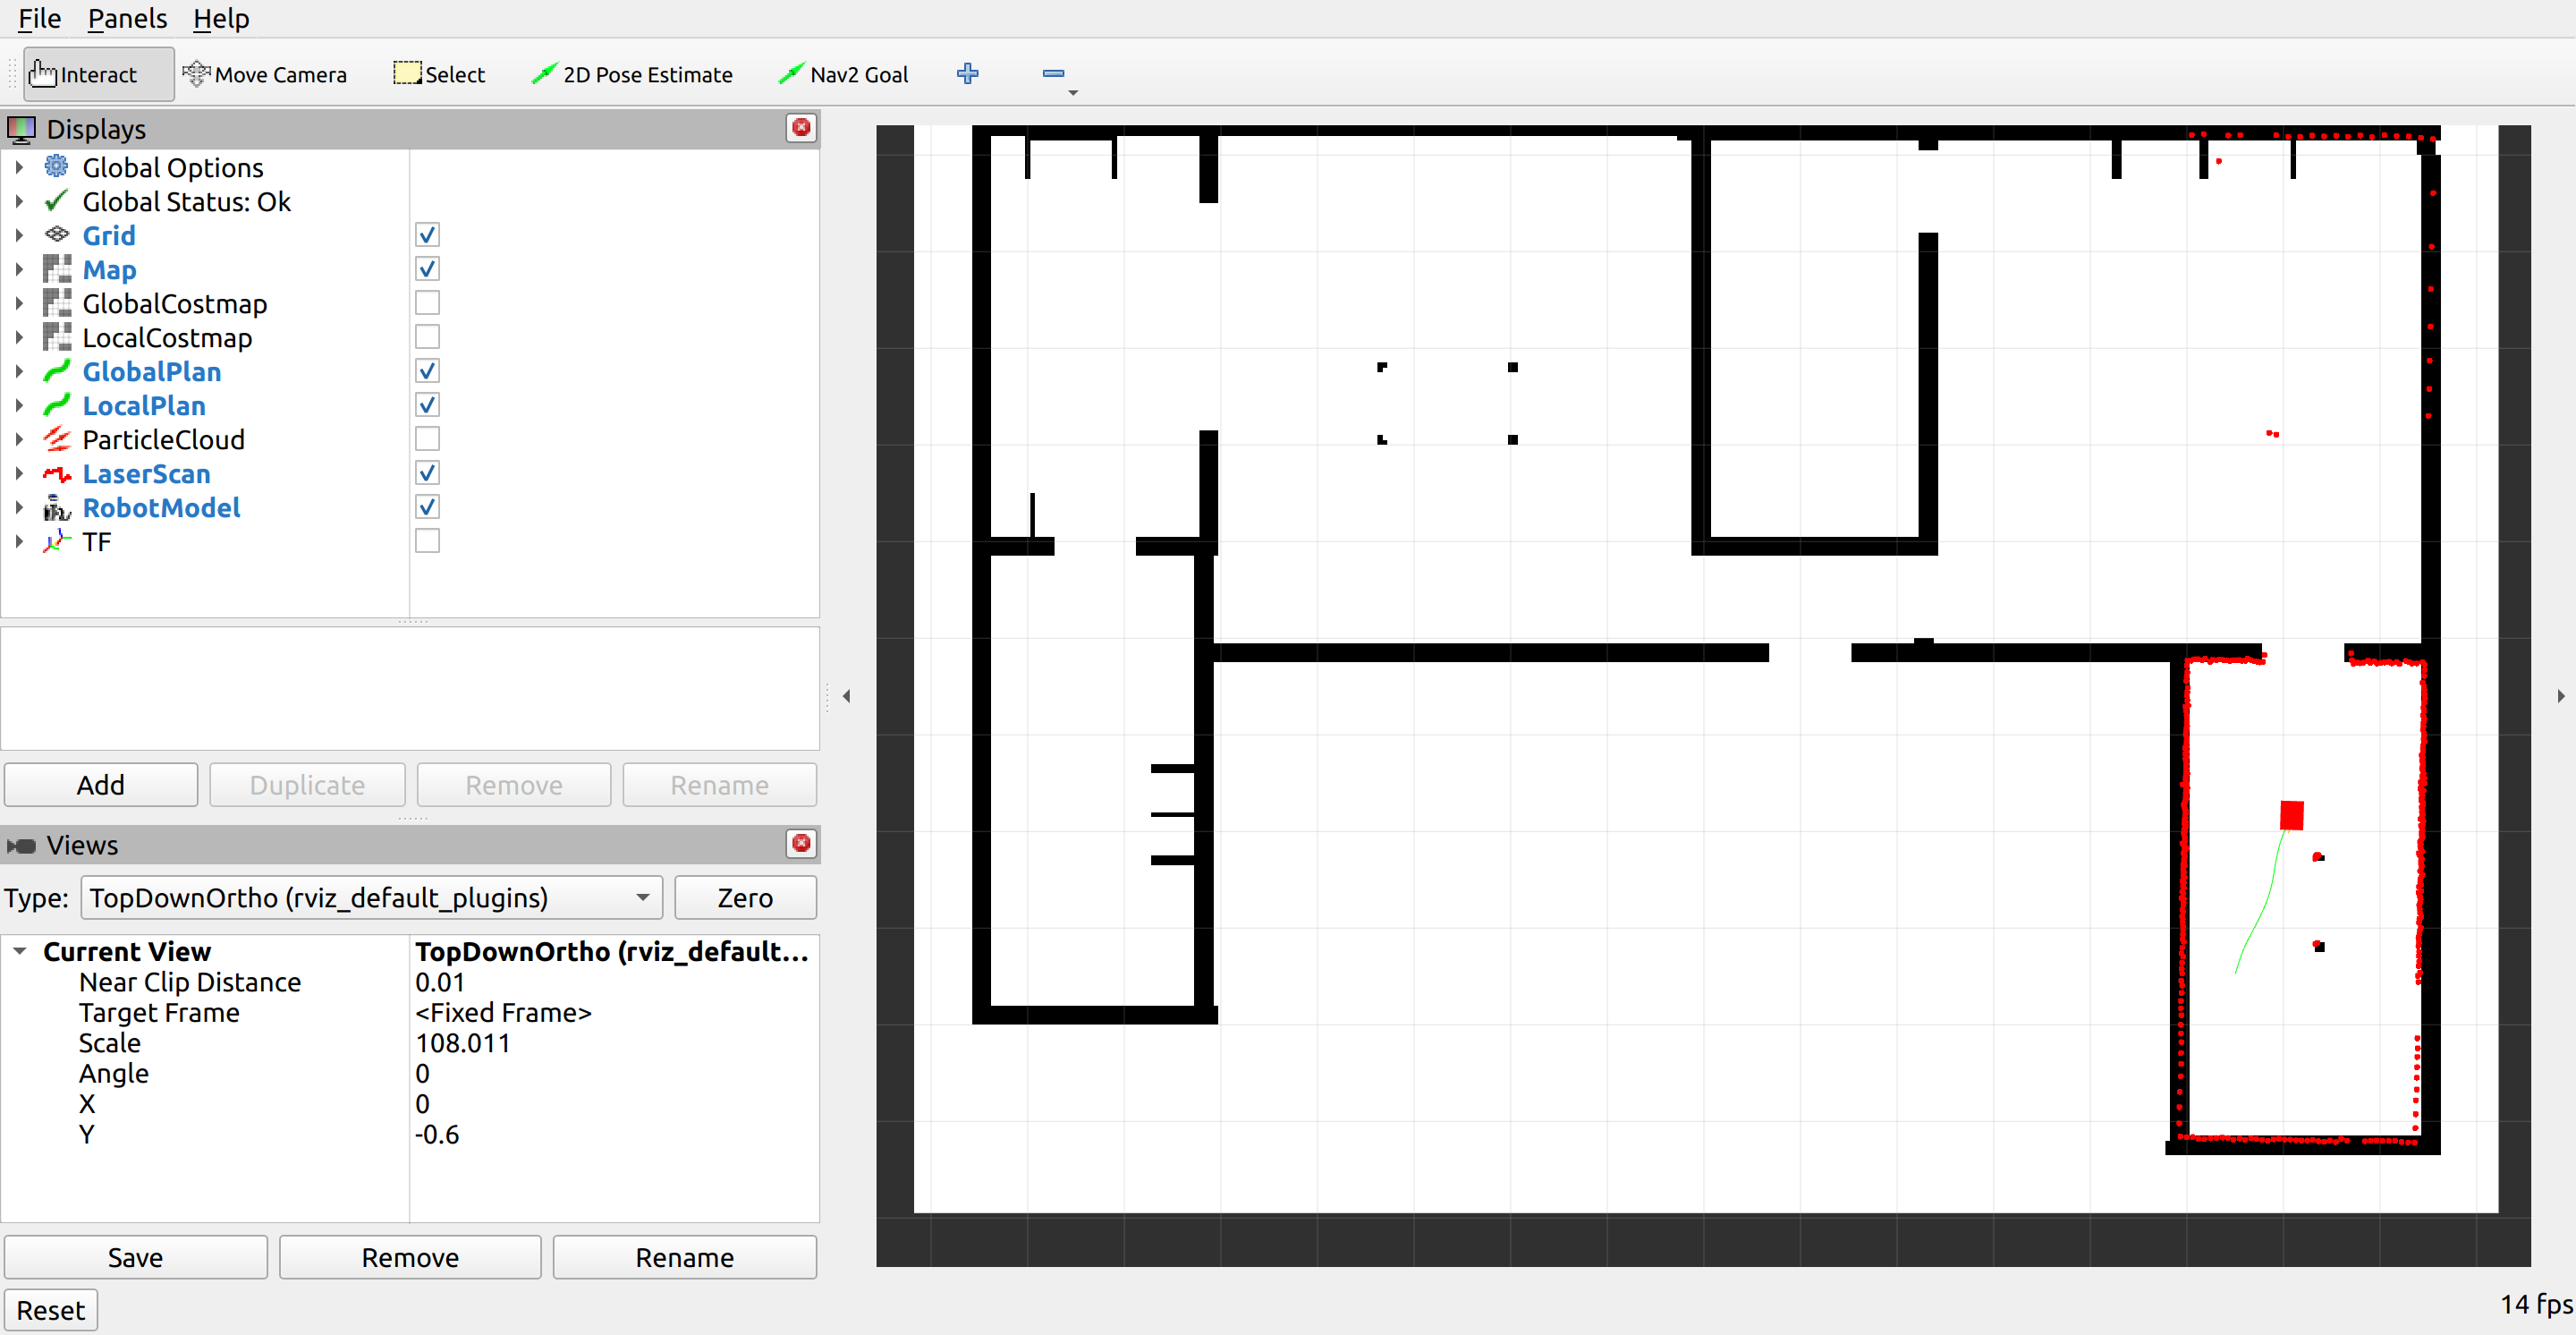 File Panels Help
Interact Move Camera Select 2D Pose Estimate Nav2 Goal
Displays
Global Options
Global Status: Ok
Grid
Map
GlobalCostmap
LocalCostmap
GlobalPlan
LocalPlan
ParticleCloud
LaserScan
RobotModel
TF
Add Duplicate Remove Rename
Views
Type: TopDownOrtho (rviz_default_plugins) Zero
Current View TopDownOrtho (rviz_default...
Near Clip Distance 0.01
Target Frame <Fixed Frame>
Scale 108.011
Angle 0
X 0
Y -0.6
Save Remove Rename
Reset
14 fps